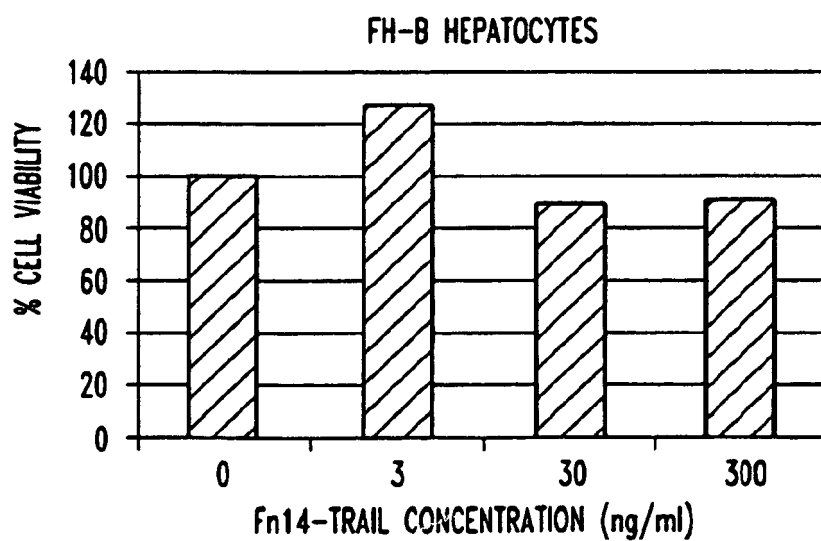 FH-B HEPATOCYTES
% CELL VIABILITY
140
120
100
80
60
40
20
0
0 3 30 300
Fn14-TRAIL CONCENTRATION (ng/ml)